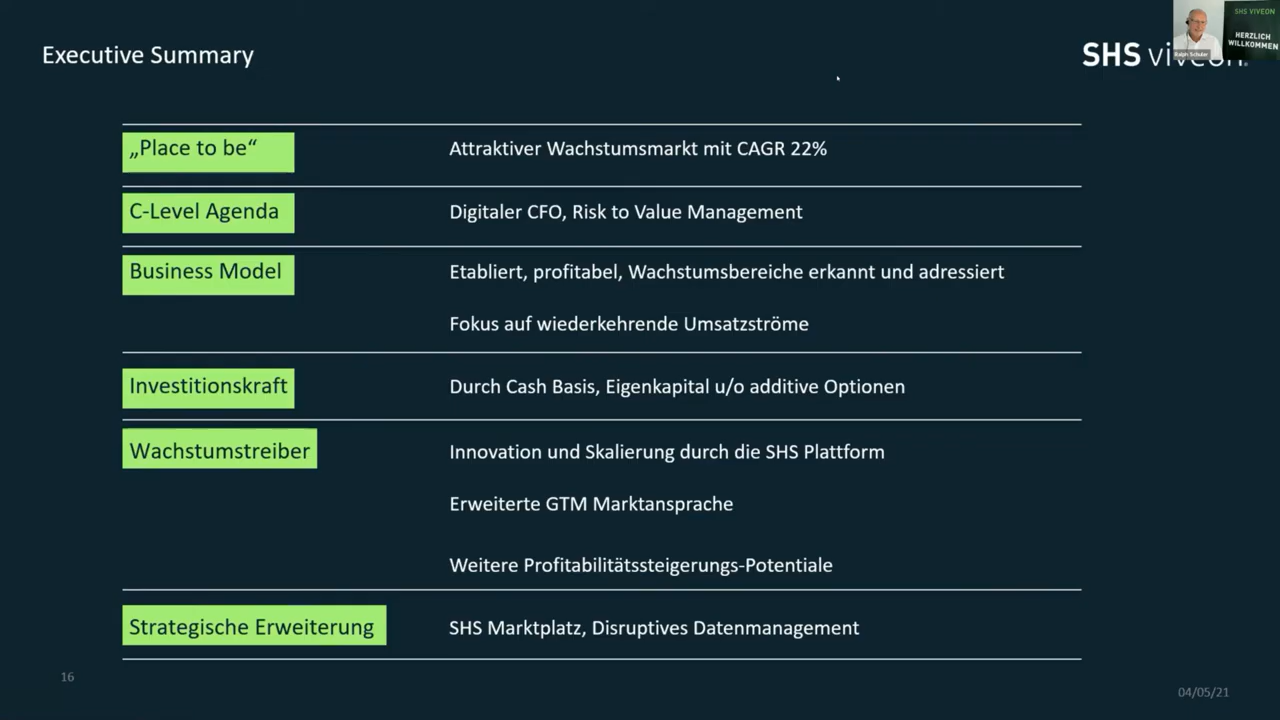 SHS VIVEON
HERZLICH
WILLKOMMEN
Ralph Schuler
Executive Summary
SHS viveon
„Place to be“ Attraktiver Wachstumsmarkt mit CAGR 22%
C-Level Agenda Digitaler CFO, Risk to Value Management
Business Model Etabliert, profitabel, Wachstumsbereiche erkannt und adressiert
Fokus auf wiederkehrende Umsatzströme
Investitionskraft Durch Cash Basis, Eigenkapital u/o additive Optionen
Wachstumstreiber Innovation und Skalierung durch die SHS Plattform
Erweiterte GTM Marktansprache
Weitere Profitabilitätssteigerungs-Potentiale
Strategische Erweiterung SHS Marktplatz, Disruptives Datenmanagement
16
04/05/21